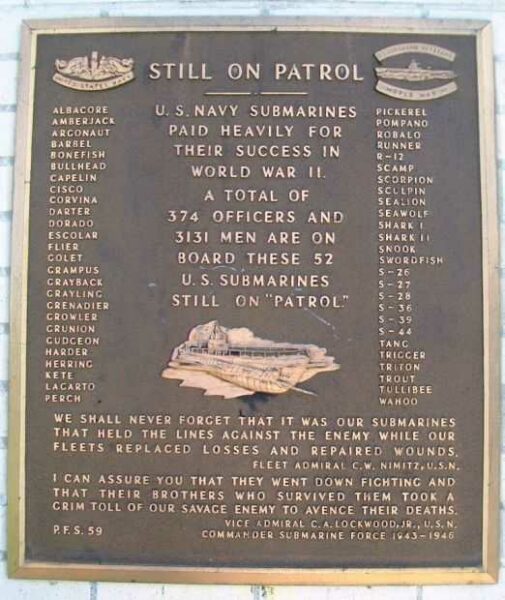 STILL ON PATROL
UNITED STATES NAVY
SUBMARINE VETERANS
WORLD WAR II
ALBACORE
AMBERJACK
ARGONAUT
BARBEL
BONEFISH
BULLHEAD
CAPELIN
CISCO
CORVINA
DARTER
DORADO
ESCOLAR
FLIER
GOLET
GRAMPUS
GRAYBACK
GRAYLING
GRENADIER
GROWLER
GRUNION
GUDGEON
HARDER
HERRING
KETE
LAGARTO
PERCH
U.S. NAVY SUBMARINES
PAID HEAVILY FOR
THEIR SUCCESS IN
WORLD WAR II.
A TOTAL OF
374 OFFICERS AND
3131 MEN ARE ON
BOARD THESE 52
U.S. SUBMARINES
STILL ON "PATROL."
PICKEREL
POMPANO
ROBALO
RUNNER
R-12
SCAMP
SCORPION
SCULPIN
SEALION
SEAWOLF
SHARK I
SHARK II
SNOOK
SWORDFISH
S-26
S-27
S-28
S-36
S-39
S-44
TANG
TRIGGER
TRITON
TROUT
TULLIBEE
WAHOO
WE SHALL NEVER FORGET THAT IT WAS OUR SUBMARINES
THAT HELD THE LINES AGAINST THE ENEMY WHILE OUR
FLEETS REPLACED LOSSES AND REPAIRED WOUNDS.
FLEET ADMIRAL C.W. NIMITZ, U.S.N.
I CAN ASSURE YOU THAT THEY WENT DOWN FIGHTING AND
THAT THEIR BROTHERS WHO SURVIVED THEM TOOK A
GRIM TOLL OF OUR SAVAGE ENEMY TO AVENGE THEIR DEATHS.
VICE ADMIRAL C.A. LOCKWOOD, JR., U.S.N.
P.F.S. 59
COMMANDER SUBMARINE FORCE 1943-1946